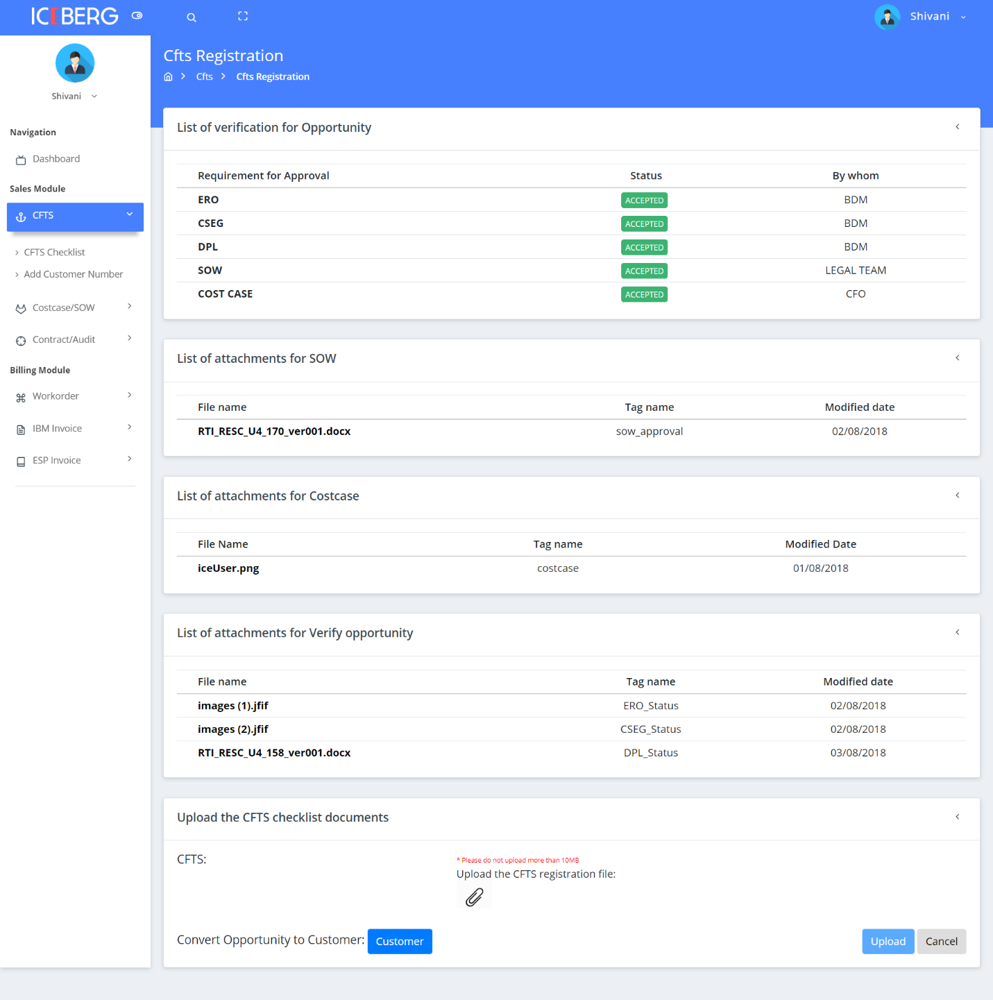 ICEBERG
Shivani
Shivani
Navigation
Dashboard
Sales Module
CFTS
CFTS Checklist
Add Customer Number
Costcase/SOW
Contract/Audit
Billing Module
Workorder
IBM Invoice
ESP Invoice
Cfts Registration
Cfts Cfts Registration
List of verification for Opportunity
Requirement for Approval Status By whom
ERO ACCEPTED BDM
CSEG ACCEPTED BDM
DPL ACCEPTED BDM
SOW ACCEPTED LEGAL TEAM
COST CASE ACCEPTED CFO
List of attachments for SOW
File name Tag name Modified date
RTI_RESC_U4_170_ver001.docx sow_approval 02/08/2018
List of attachments for Costcase
File Name Tag name Modified Date
iceUser.png costcase 01/08/2018
List of attachments for Verify opportunity
File name Tag name Modified date
images (1).jfif ERO_Status 02/08/2018
images (2).jfif CSEG_Status 02/08/2018
RTI_RESC_U4_158_ver001.docx DPL_Status 03/08/2018
Upload the CFTS checklist documents
CFTS:
* Please do not upload more than 10MB
Upload the CFTS registration file:
Convert Opportunity to Customer: Customer Upload Cancel